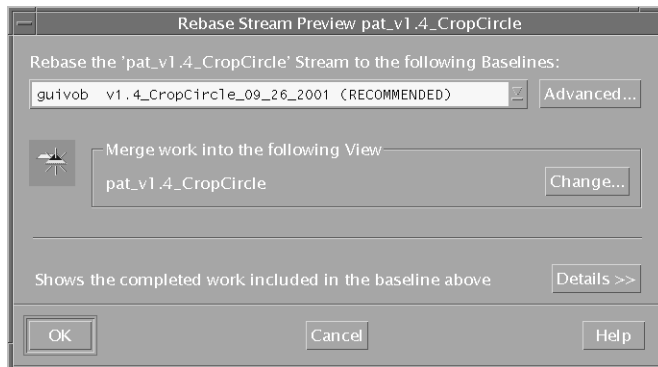 Rebase Stream Preview pat_v1.4_CropCircle
Rebase the 'pat_v1.4_CropCircle' Stream to the following Baselines:
guivob v1.4_CropCircle_09_26_2001 (RECOMMENDED)
Advanced...
Merge work into the following View
pat_v1.4_CropCircle
Change...
Shows the completed work included in the baseline above
Details >>
OK
Cancel
Help